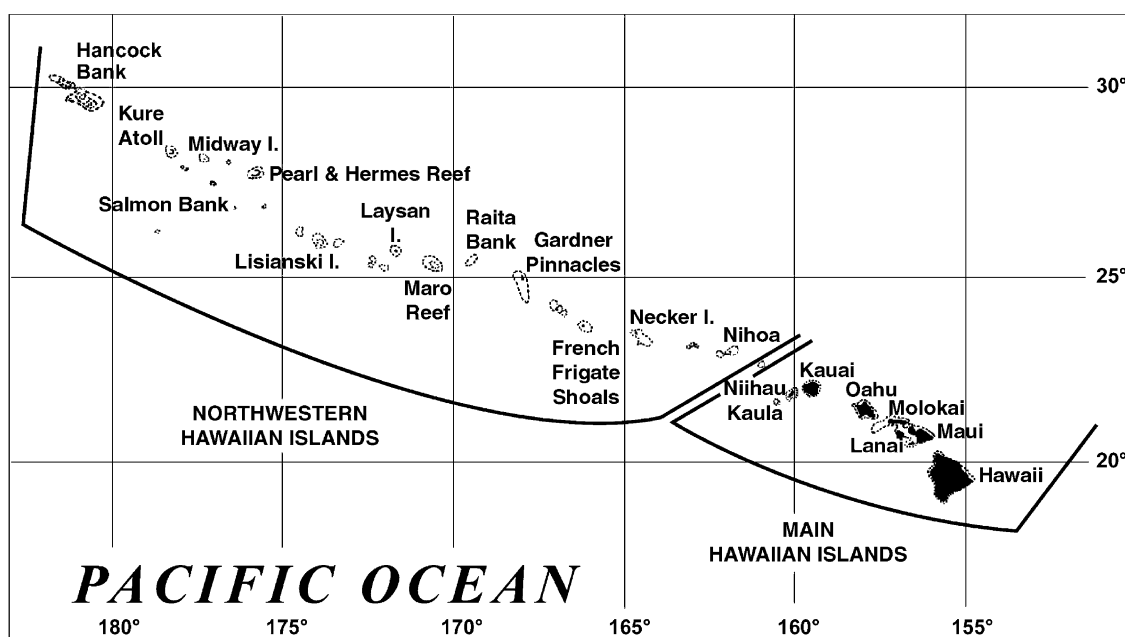 Hancock
Bank
30°
Kure
Atoll
Midway I.
Pearl & Hermes Reef
Salmon Bank
Laysan
I.
Raita
Bank
Gardner
Pinnacles
Lisianski I.
25°
Maro
Reef
Necker I.
Nihoa
French
Frigate
Shoals
Kauai
Niihau
Oahu
Kaula
Molokai
Maui
Lanai
NORTHWESTERN
HAWAIIAN ISLANDS
20°
Hawaii
MAIN
HAWAIIAN ISLANDS
PACIFIC OCEAN
180° 175° 170° 165° 160° 155°